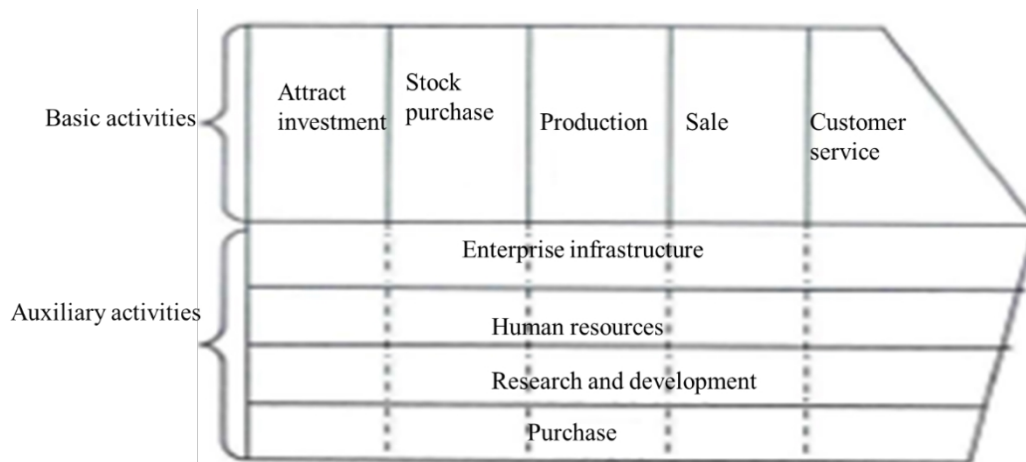 Basic activities
Attract
investment
Stock
purchase
Production
Sale
Customer
service
Auxiliary activities
Enterprise infrastructure
Human resources
Research and development
Purchase